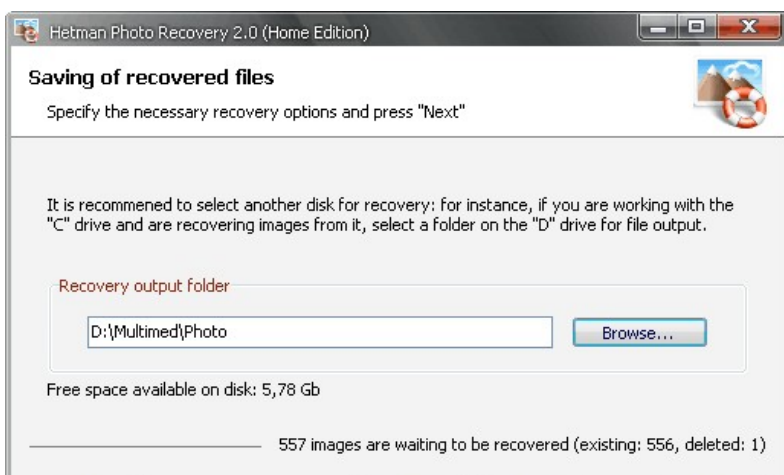 Hetman Photo Recovery 2.0 (Home Edition)
Saving of recovered files
Specify the necessary recovery options and press "Next"
It is recommened to select another disk for recovery: for instance, if you are working with the
"C" drive and are recovering images from it, select a folder on the "D" drive for file output.
Recovery output folder
D:\Multimed\Photo
Browse...
Free space available on disk: 5,78 Gb
557 images are waiting to be recovered (existing: 556, deleted: 1)